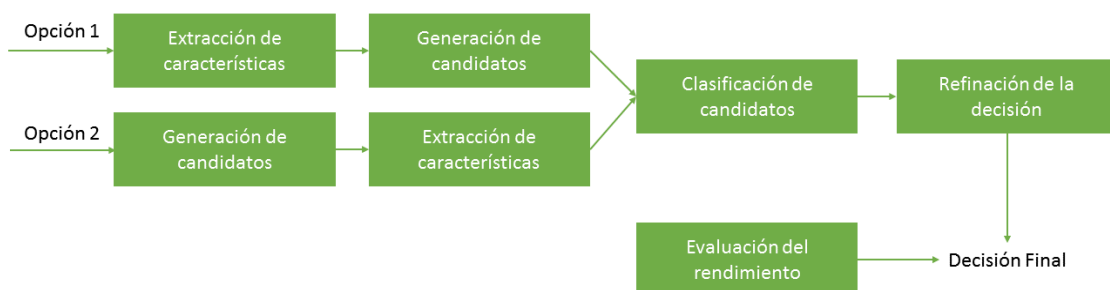 Opción 1
Extracción de
características
Generación de
candidatos
Clasificación de
candidatos
Refinación de la
decisión
Opción 2
Generación de
candidatos
Extracción de
características
Evaluación del
rendimiento
Decisión Final